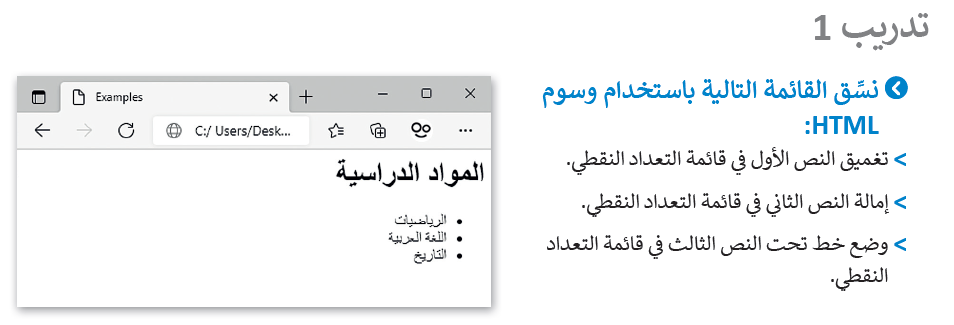 تدريب 1
نسِّق القائمة التالية باستخدام وسوم
HTML:
> تغميق النص الأول في قائمة التعداد النقطي.
> إمالة النص الثاني في قائمة التعداد النقطي.
> وضع خط تحت النص الثالث في قائمة التعداد
النقطي.
Examples
C:/ Users/Desk...
المواد الدراسية
• الرياضيات
• اللغة العربية
• التاريخ